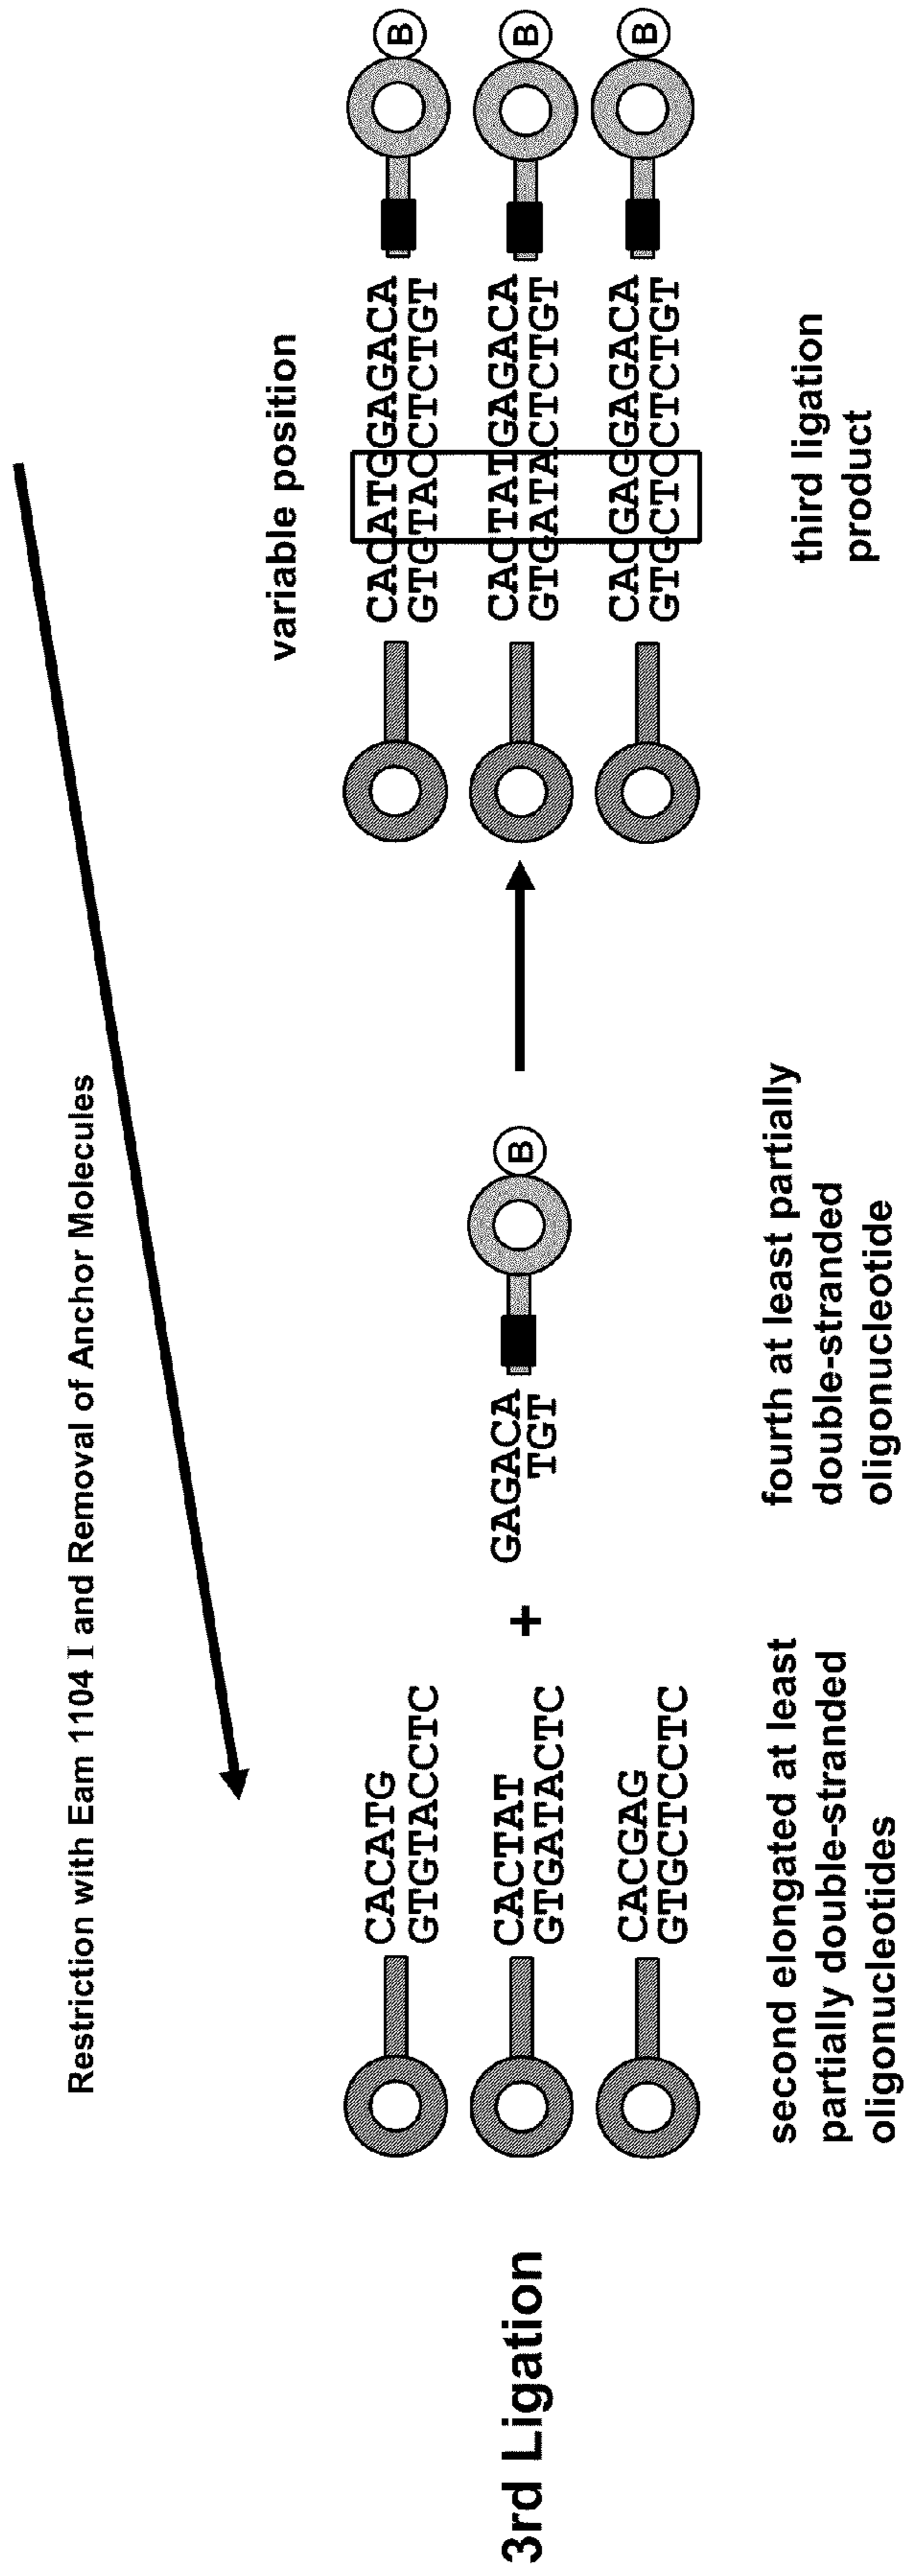 Restriction with Eam 1104 I and Removal of Anchor Molecules
3rd Ligation
CACATG
GTGTACCTC
CACTAT
GTGATACTC
CACGAG
GTGCTCCTC
second elongated at least
partially double-stranded
oligonucleotides
+
GAGACA
TGT
B
fourth at least partially
double-stranded
oligonucleotide
variable position
CACATGGAGACA
GTGTACCTCTGT
B
CACTATGAGACA
GTGATACTCTGT
B
CACGAGGAGACA
GTGCTCCTCTGT
B
third ligation
product